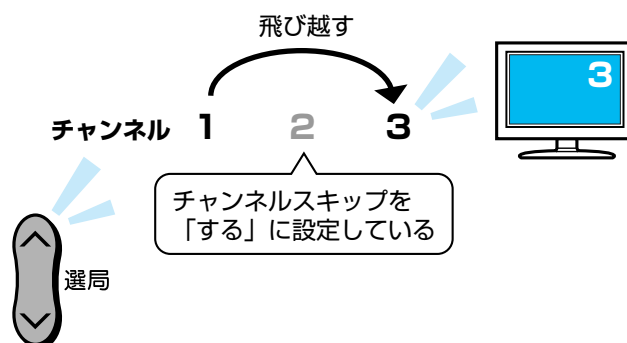 飛び越す
3
チャンネル 1 2 3
チャンネルスキップを
「する」に設定している
選局